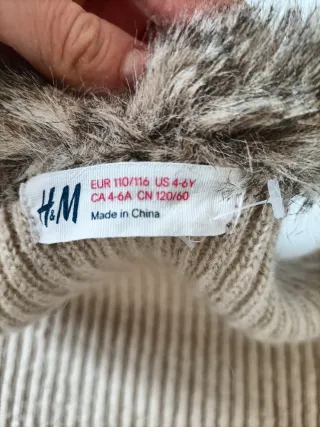 H&M
EUR 110/116 US 4-6Y
CA 4-6A CN 120/60
Made in China